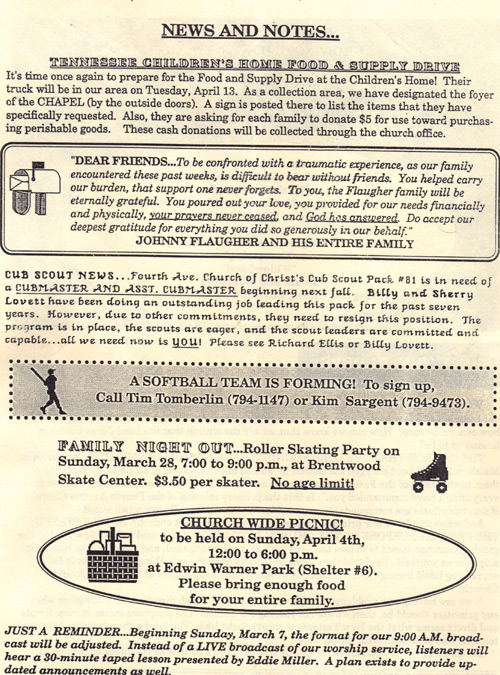 NEWS AND NOTES...
TENNESSEE CHILDREN'S HOME FOOD & SUPPLY DRIVE
It's time once again to prepare for the Food and Supply Drive at the Children's Home! Their
truck will be in our area on Tuesday, April 13. As a collection area, we have designated the foyer
of the CHAPEL (by the outside doors). A sign is posted there to list the items that they have
specifically requested. Also, they are asking for each family to donate $5 for use toward purchas-
ing perishable goods. These cash donations will be collected through the church office.
"DEAR FRIENDS...To be confronted with a traumatic experience, as our family
encountered these past weeks, is difficult to bear without friends. You helped carry
our burden, that support one never forgets. To you, the Flaugher family will be
eternally grateful. You poured out your love, you provided for our needs financially
and physically, your prayers never ceased, and God has answered. Do accept our
deepest gratitude for everything you did so generously in our behalf."
JOHNNY FLAUGHER AND HIS ENTIRE FAMILY
CUB SCOUT NEWS...Fourth Ave. Church of Christ's Cub Scout Pack #81 is in need of
a CUBMASTER AND ASST. CUBMASTER beginning next fall. Billy and Sherry
Lovett have been doing an outstanding job leading this pack for the past seven
years. However, due to other commitments, they need to resign this position. The
program is in place, the scouts are eager, and the scout leaders are committed and
capable...all we need now is YOU! Please see Richard Ellis or Billy Lovett.
A SOFTBALL TEAM IS FORMING! To sign up,
Call Tim Tomberlin (794-1147) or Kim Sargent (794-9473).
FAMILY NIGHT OUT...Roller Skating Party on
Sunday, March 28, 7:00 to 9:00 p.m., at Brentwood
Skate Center. $3.50 per skater. No age limit!
CHURCH WIDE PICNIC!
to be held on Sunday, April 4th,
12:00 to 6:00 p.m.
at Edwin Warner Park (Shelter #6).
Please bring enough food
for your entire family.
JUST A REMINDER...Beginning Sunday, March 7, the format for our 9:00 A.M. broad-
cast will be adjusted. Instead of a LIVE broadcast of our worship service, listeners will
hear a 30-minute taped lesson presented by Eddie Miller. A plan exists to provide up-
dated announcements as well.